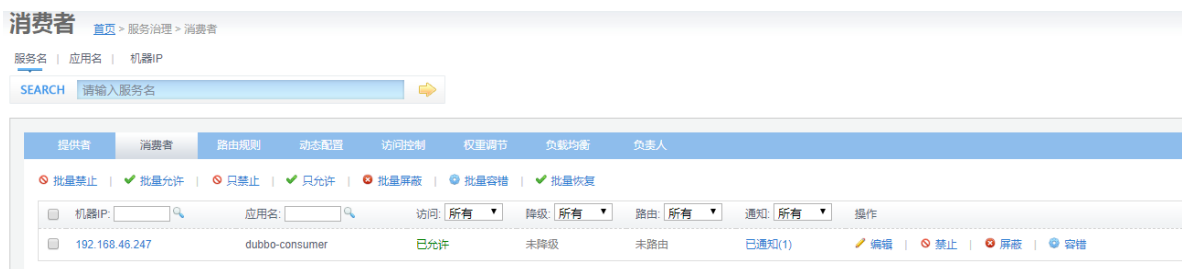 消费者 首页 > 服务治理 > 消费者
服务名 | 应用名 | 机器IP
SEARCH 请输入服务名
提供者 消费者 路由规则 动态配置 访问控制 权重调节 负载均衡 负责人
批量禁止 | 批量允许 | 只禁止 | 只允许 | 批量屏蔽 | 批量容错 | 批量恢复
机器IP: 应用名: 访问: 所有 降级: 所有 路由: 所有 通知: 所有 操作
192.168.46.247 dubbo-consumer 已允许 未降级 未路由 已通知(1) 编辑 | 禁止 | 屏蔽 | 容错